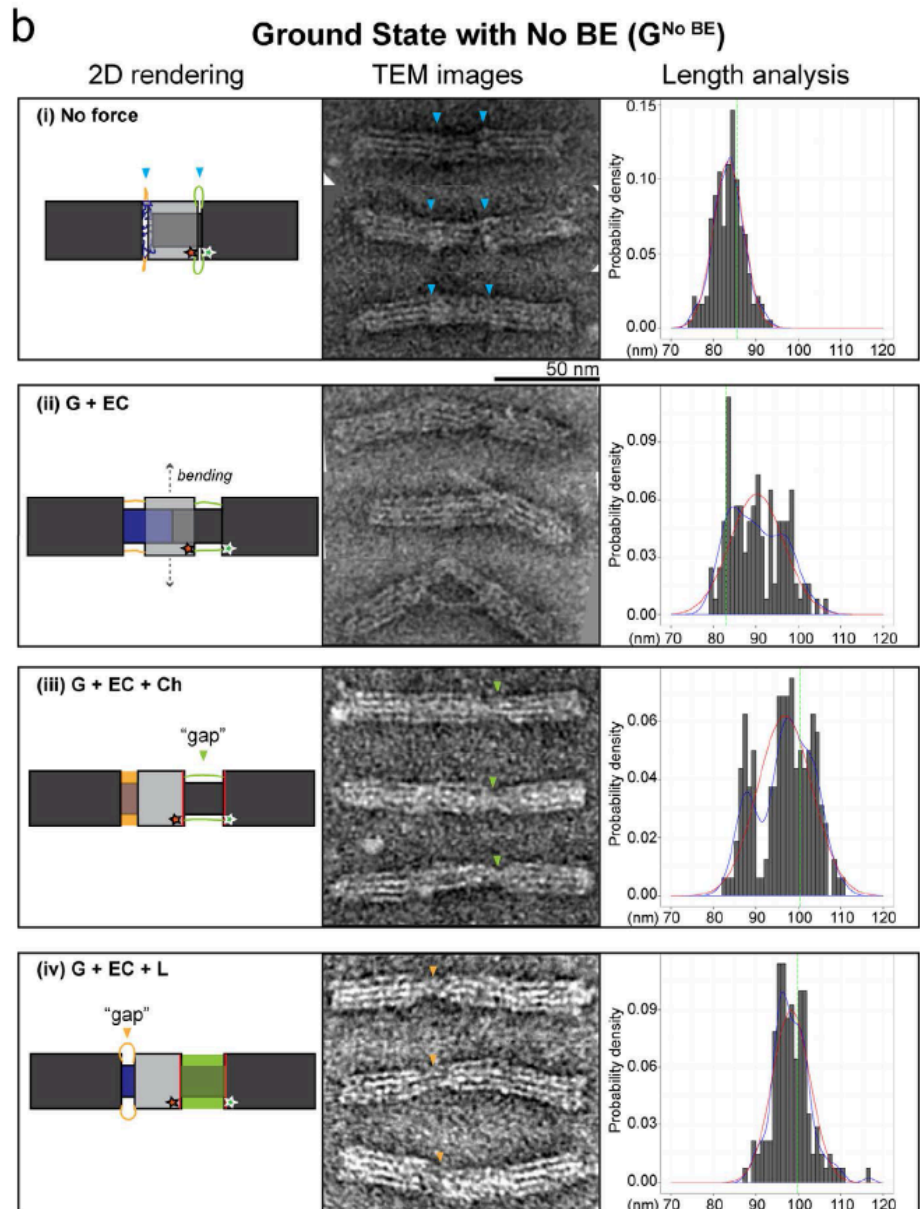 b
Ground State with No BE (G^No BE)
2D rendering TEM images Length analysis
(i) No force
Probability density
0.15
0.10
0.05
0.00
(nm) 70 80 90 100 110 120
50 nm
(ii) G + EC
bending
Probability density
0.09
0.06
0.03
0.00
(nm) 70 80 90 100 110 120
(iii) G + EC + Ch
"gap"
Probability density
0.06
0.04
0.02
0.00
(nm) 70 80 90 100 110 120
(iv) G + EC + L
"gap"
Probability density
0.09
0.06
0.03
0.00
(nm) 70 80 90 100 110 120